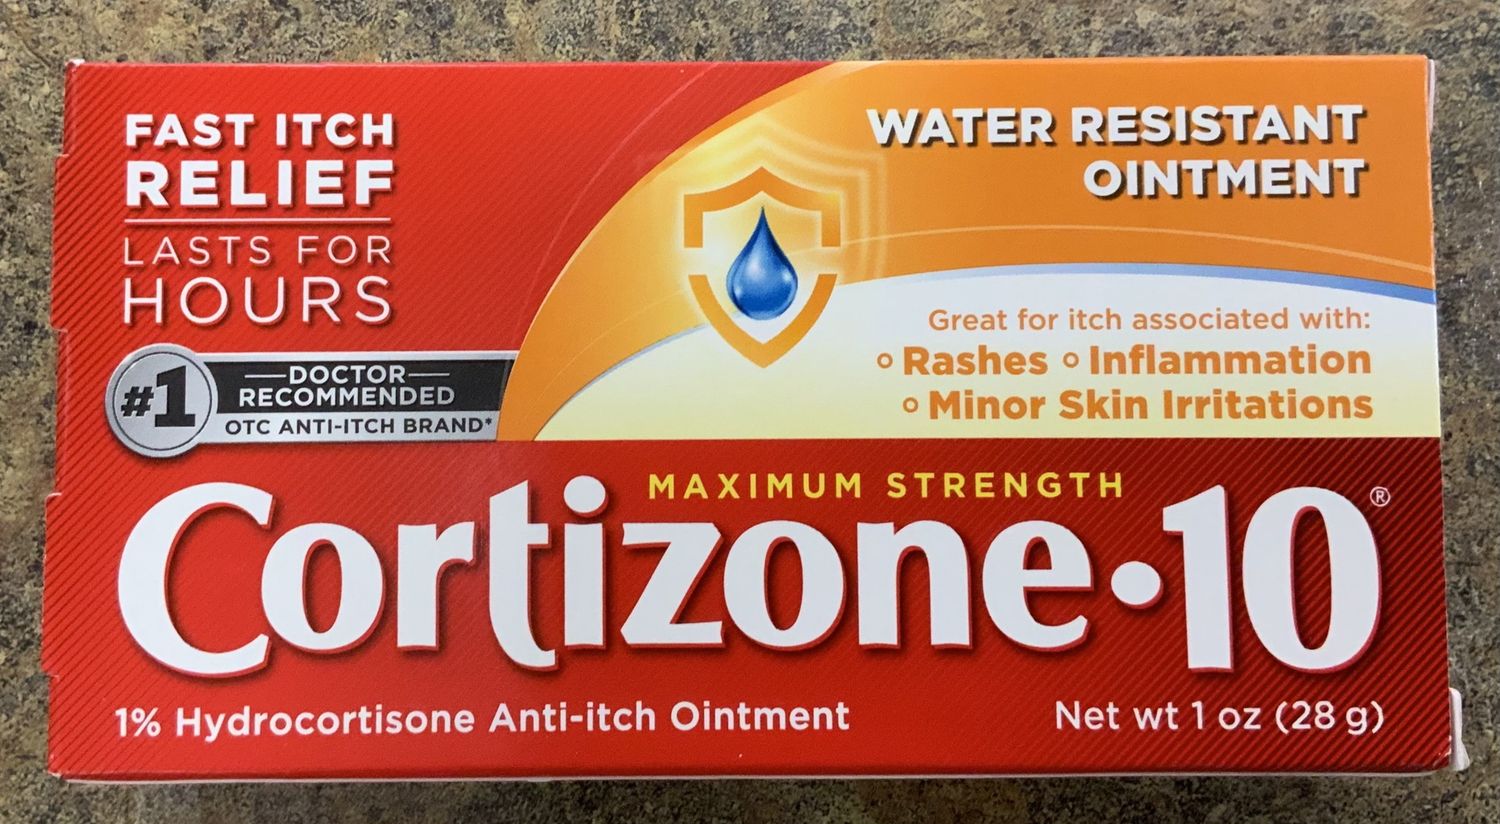 FAST ITCH
RELIEF
LASTS FOR
HOURS
#1
DOCTOR
RECOMMENDED
OTC ANTI-ITCH BRAND*
WATER RESISTANT
OINTMENT
Great for itch associated with:
◦ Rashes ◦ Inflammation
◦ Minor Skin Irritations
MAXIMUM STRENGTH
Cortizone•10®
1% Hydrocortisone Anti-itch Ointment
Net wt 1 oz (28 g)